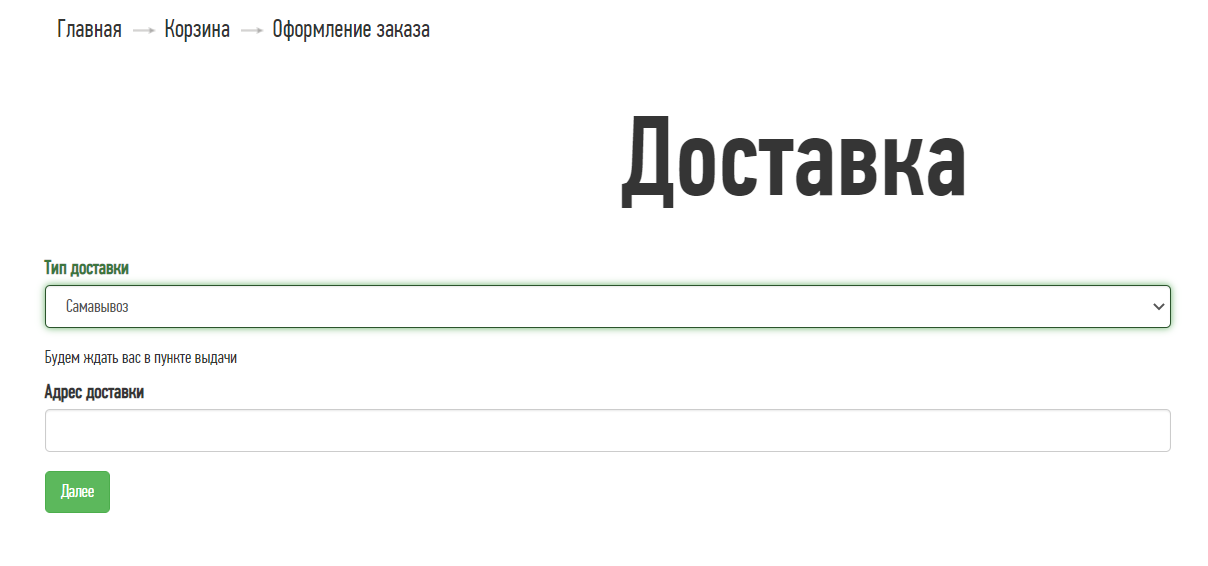 Главная → Корзина → Оформление заказа
Доставка
Тип доставки
Самавывоз
Будем ждать вас в пункте выдачи
Адрес доставки
Далее